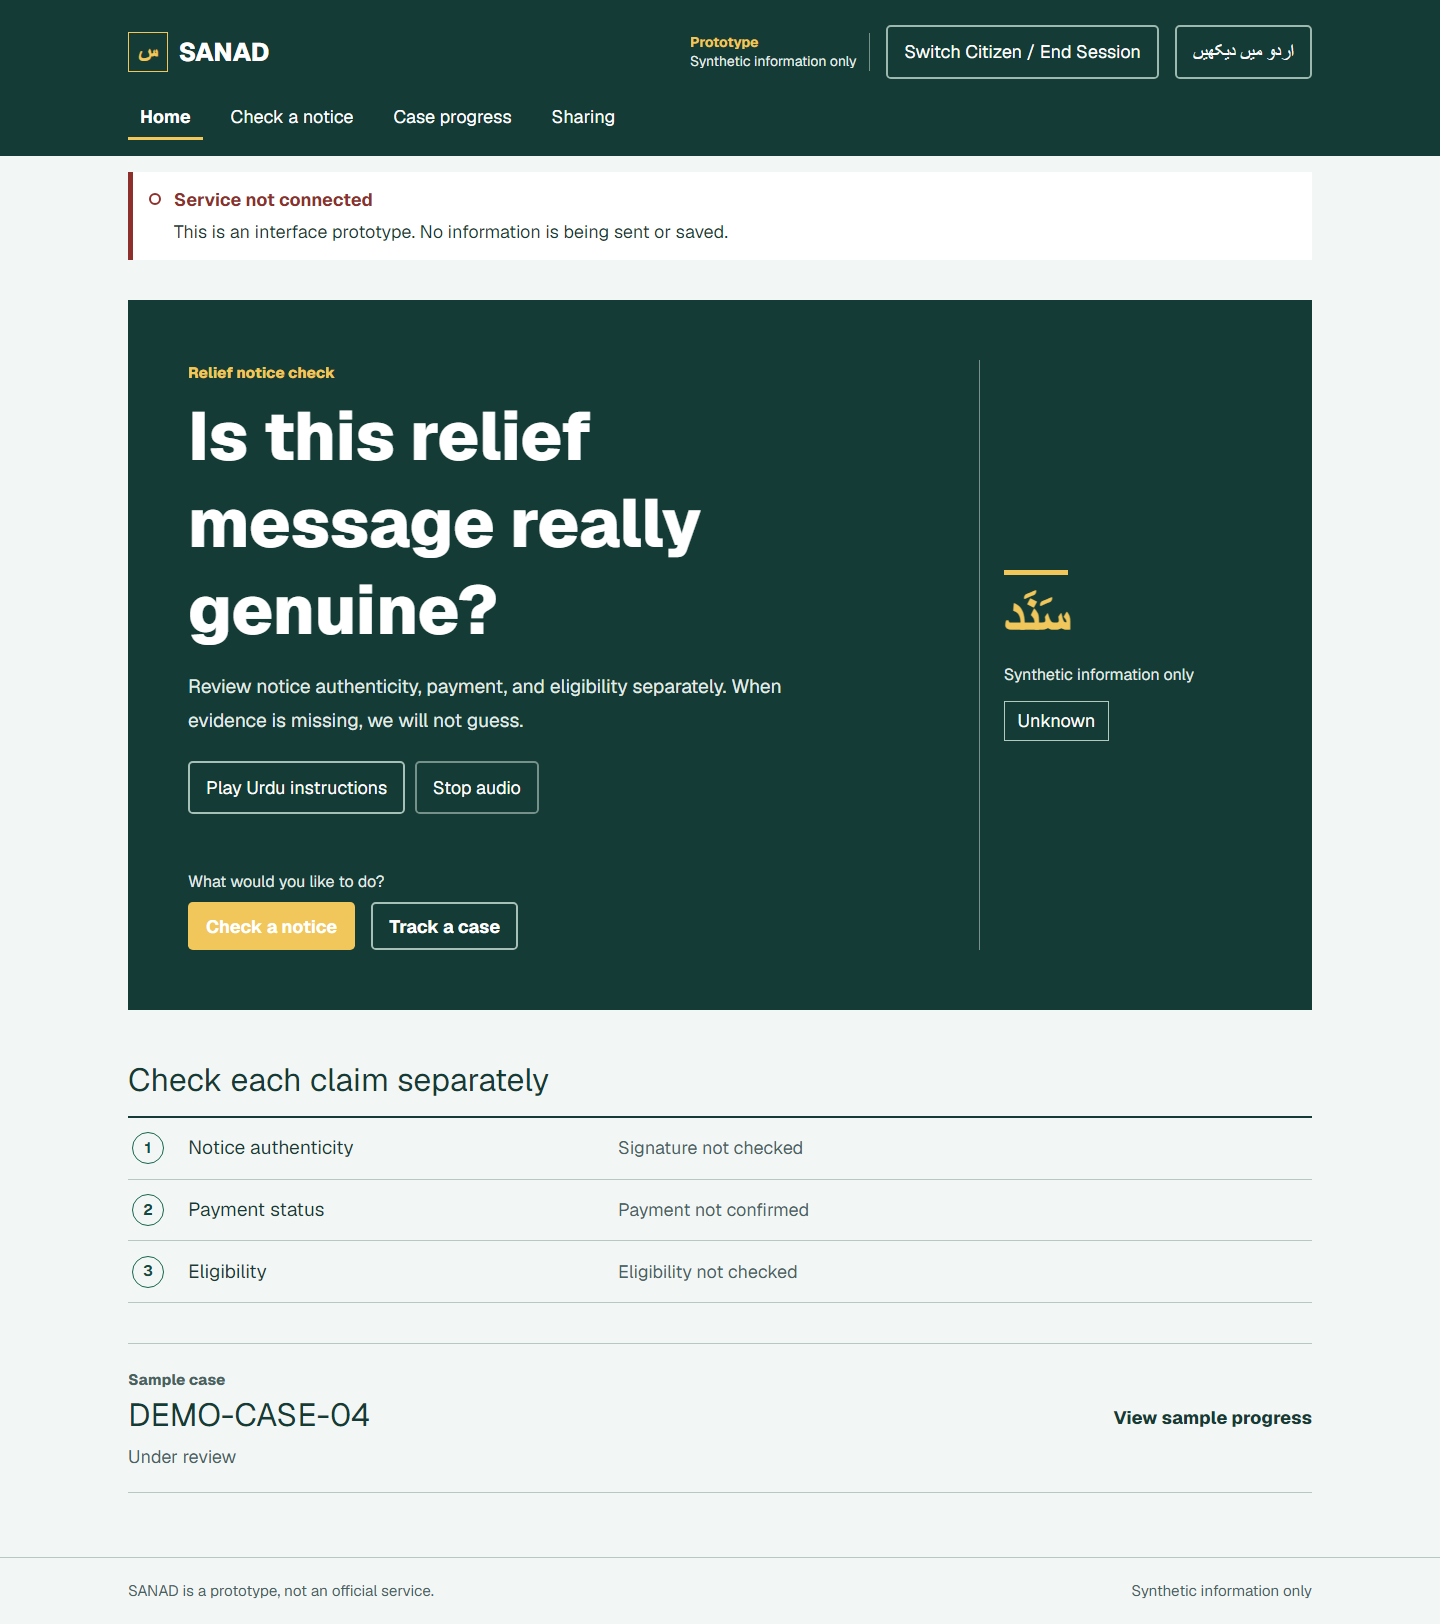 س SANAD
Prototype
Synthetic information only
Switch Citizen / End Session
اردو میں دیکھیں
Home
Check a notice
Case progress
Sharing
Service not connected
This is an interface prototype. No information is being sent or saved.
Relief notice check
Is this relief
message really
genuine?
Review notice authenticity, payment, and eligibility separately. When
evidence is missing, we will not guess.
Play Urdu instructions
Stop audio
What would you like to do?
Check a notice
Track a case
سَنَد
Synthetic information only
Unknown
Check each claim separately
1 Notice authenticity Signature not checked
2 Payment status Payment not confirmed
3 Eligibility Eligibility not checked
Sample case
DEMO-CASE-04
Under review
View sample progress
SANAD is a prototype, not an official service.
Synthetic information only